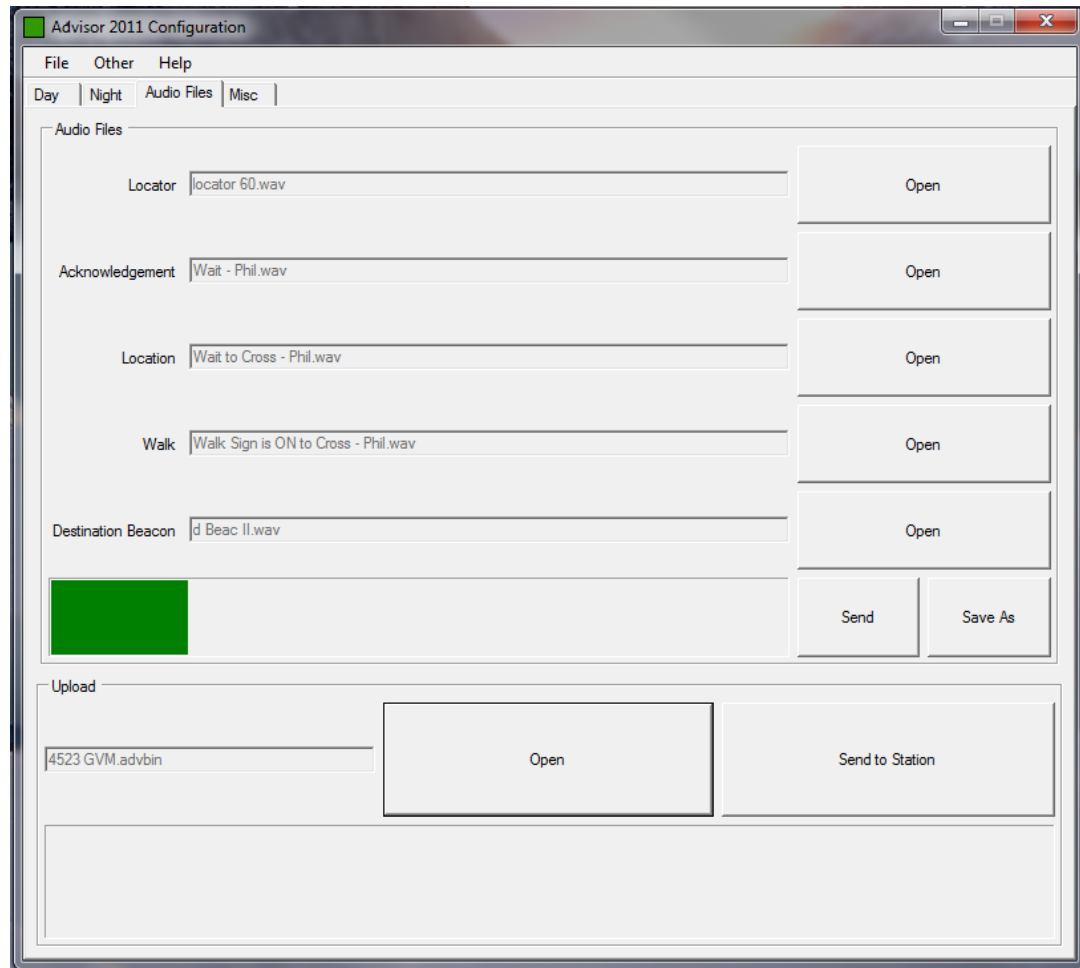 Advisor 2011 Configuration
File Other Help
Day Night Audio Files Misc
Audio Files
Locator locator 60.wav Open
Acknowledgement Wait - Phil.wav Open
Location Wait to Cross - Phil.wav Open
Walk Walk Sign is ON to Cross - Phil.wav Open
Destination Beacon d Beac II.wav Open
Send Save As
Upload
4523 GVM.advbin Open Send to Station